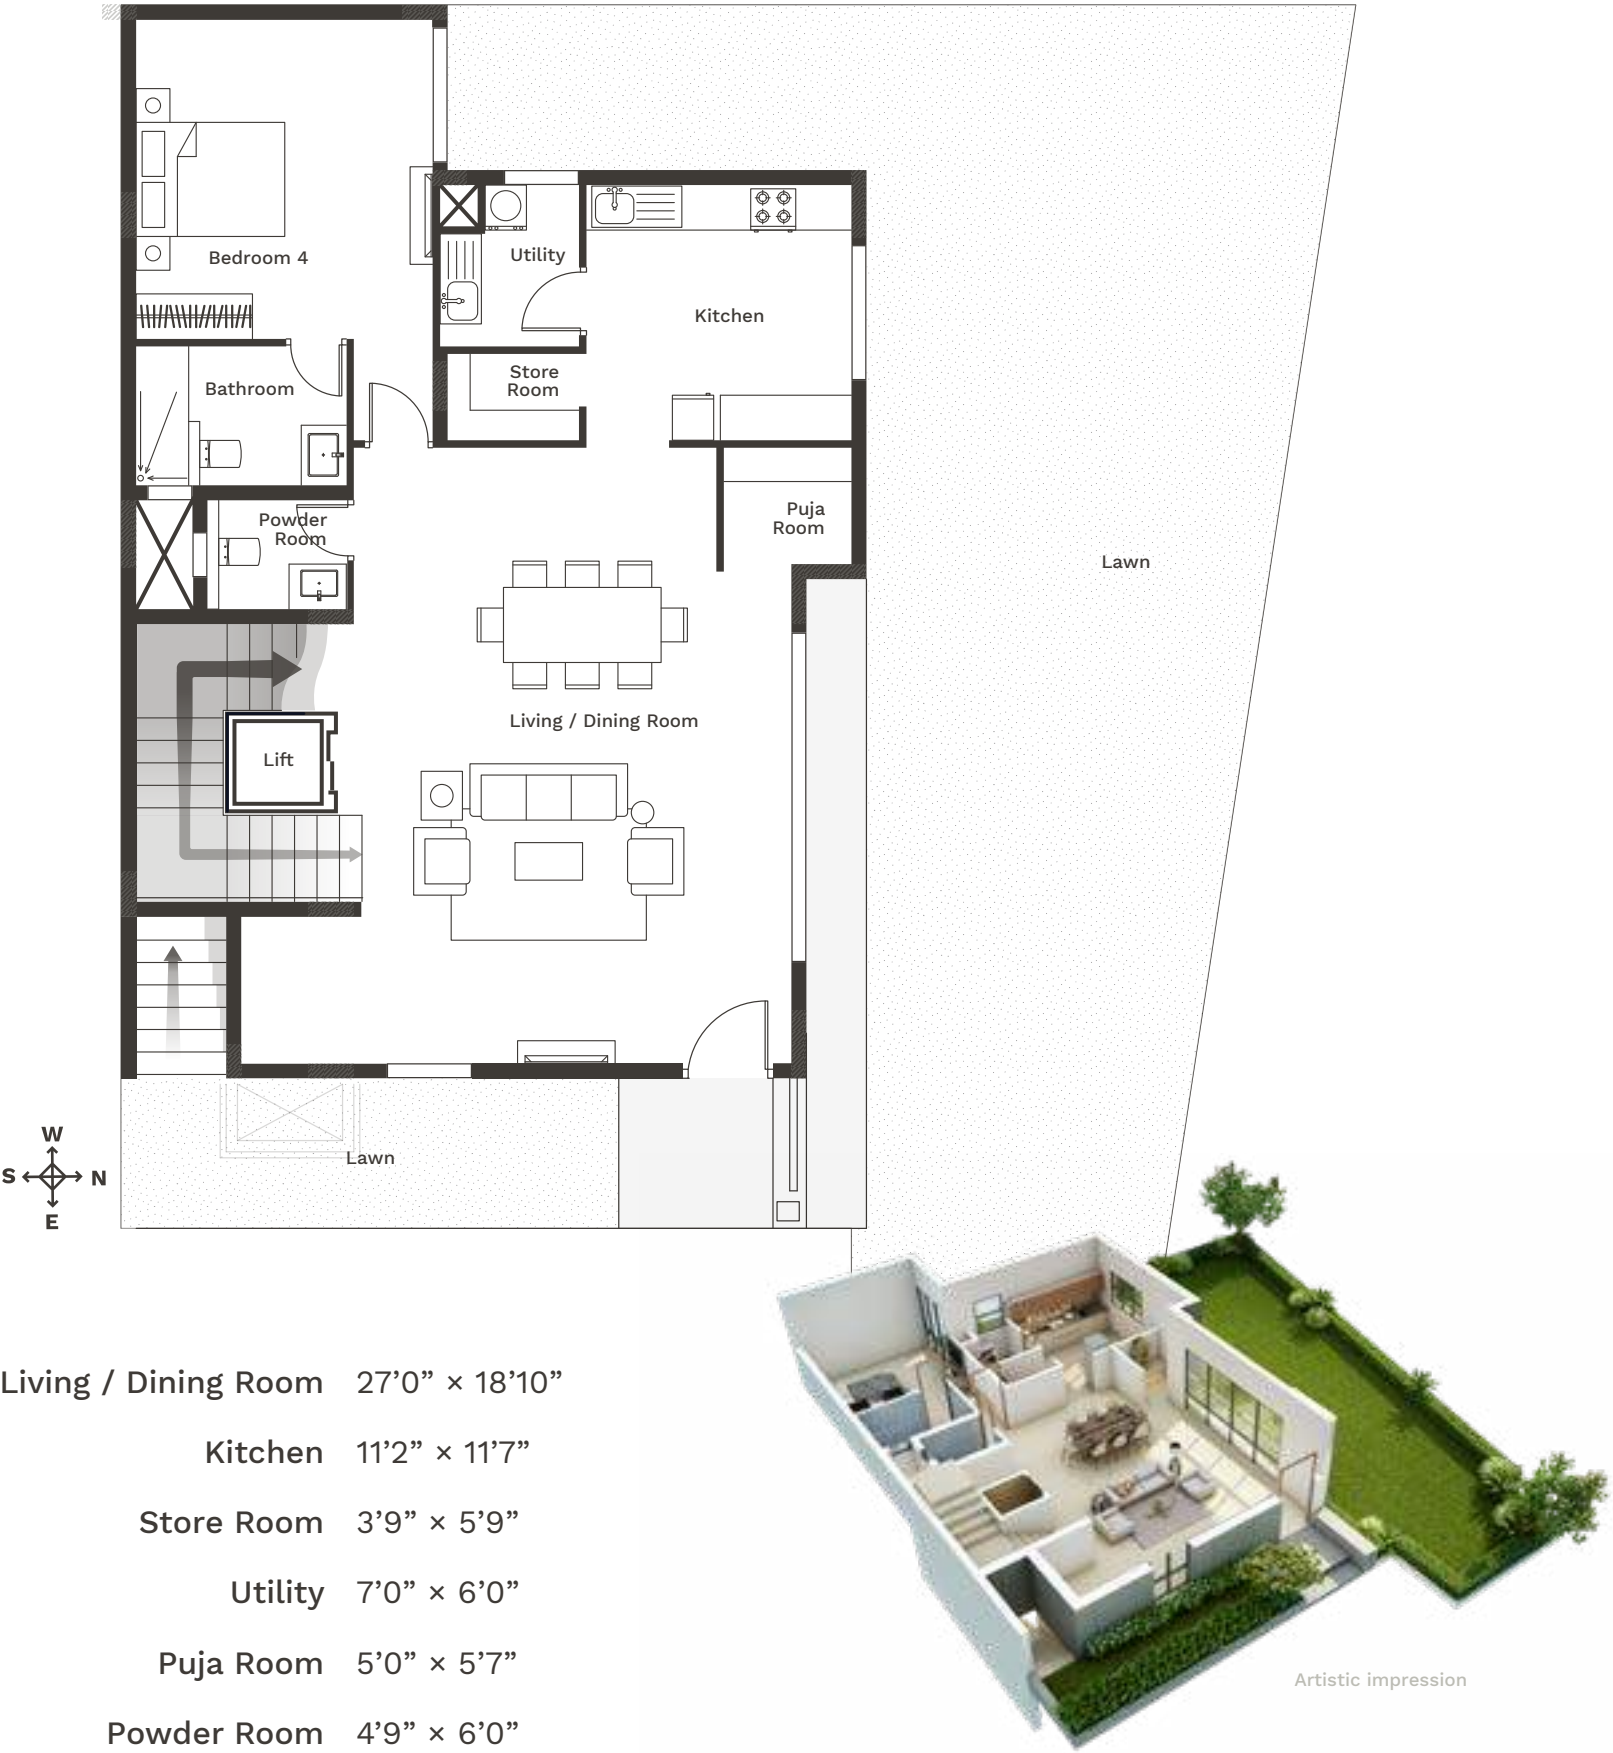 Bedroom 4
Utility
Kitchen
Store
Room
Bathroom
Puja
Room
Powder
Room
Lawn
Living / Dining Room
Lift
Lawn
W
S N
E
Living / Dining Room 27’0” × 18’10”
Kitchen 11’2” × 11’7”
Store Room 3’9” × 5’9”
Utility 7’0” × 6’0”
Puja Room 5’0” × 5’7”
Powder Room 4’9” × 6’0”
Artistic impression